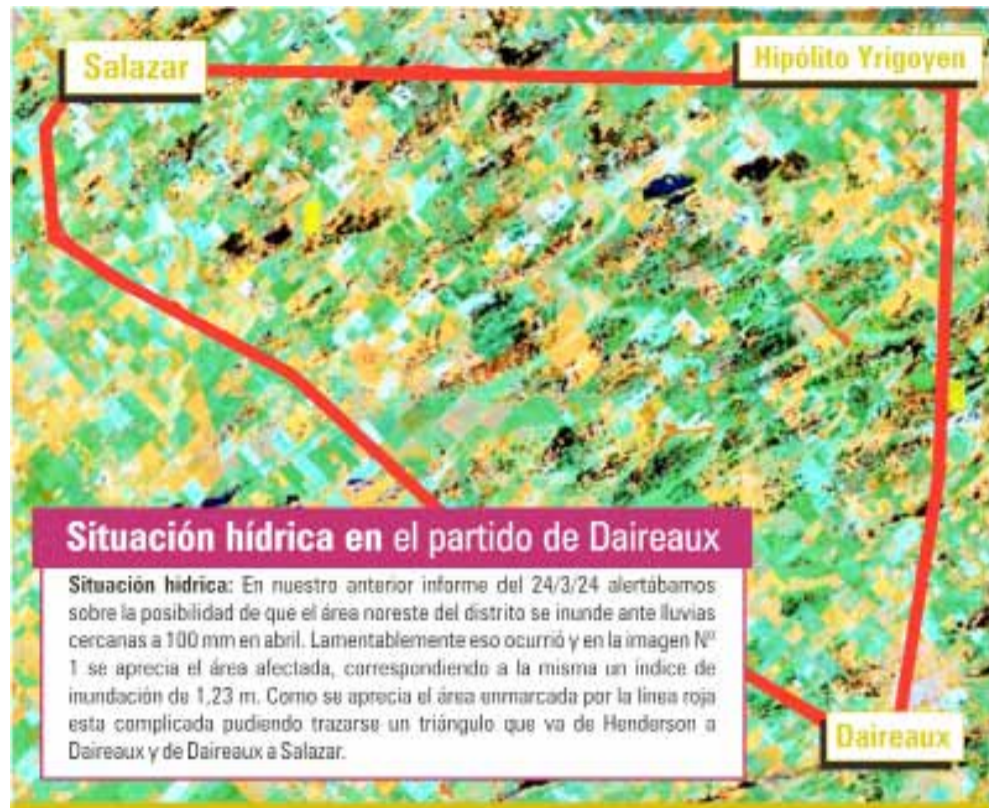 Salazar
Hipólito Yrigoyen
Situación hídrica en el partido de Daireaux
Situación hídrica: En nuestro anterior informe del 24/3/24 alertábamos
sobre la posibilidad de que el área noreste del distrito se inunde ante lluvias
cercanas a 100 mm en abril. Lamentablemente eso ocurrió y en la imagen Nº
1 se aprecia el área afectada, correspondiendo a la misma un índice de
inundación de 1,23 m. Como se aprecia el área enmarcada por la línea roja
esta complicada pudiendo trazarse un triángulo que va de Henderson a
Daireaux y de Daireaux a Salazar.
Daireaux